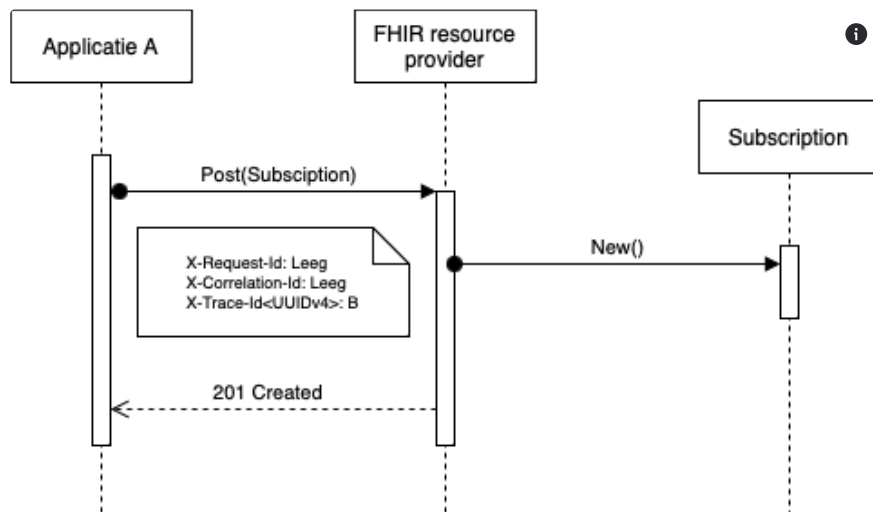 Applicatie A
FHIR resource
provider
Subscription
Post(Subsciption)
New()
X-Request-Id: Leeg
X-Correlation-Id: Leeg
X-Trace-Id<UUIDv4>: B
201 Created